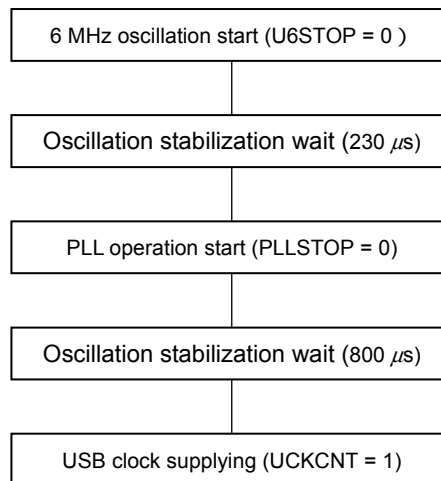 6 MHz oscillation start (U6STOP = 0 ）
Oscillation stabilization wait (230 μs)
PLL operation start (PLLSTOP = 0)
Oscillation stabilization wait (800 μs)
USB clock supplying (UCKCNT = 1)